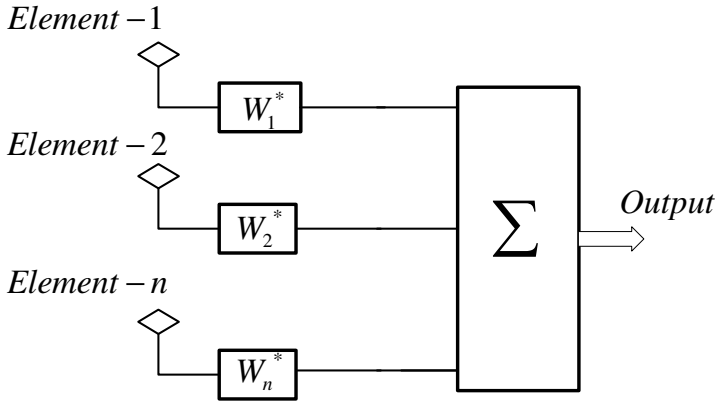 Element – 1
W₁*
Element – 2
W₂*
Σ
Output
Element – n
Wₙ*